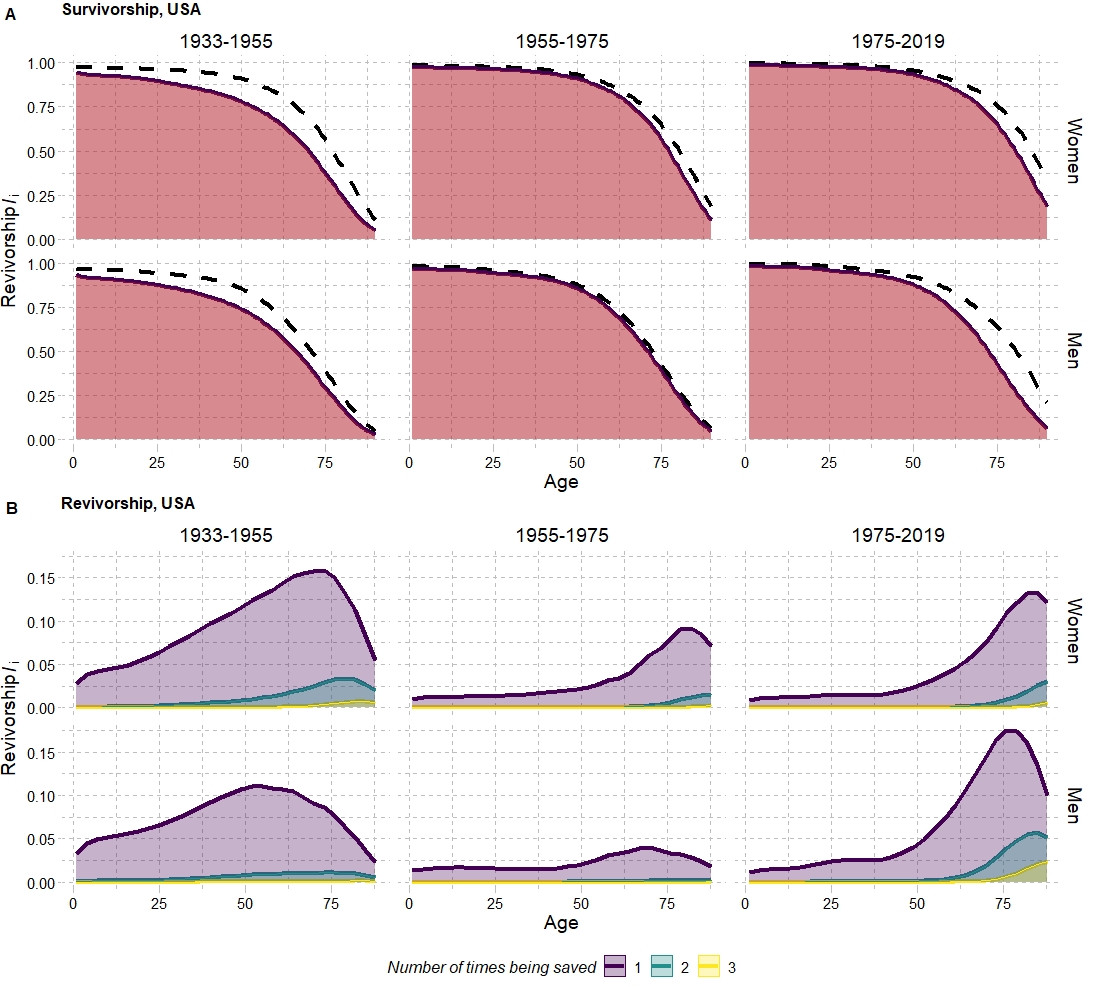 A
Survivorship, USA
1933-1955 1955-1975 1975-2019
Revivorship li
1.00
0.75
0.50
0.25
0.00
Women
1.00
0.75
0.50
0.25
0.00
Men
0 25 50 75 0 25 50 75 0 25 50 75
Age
B
Revivorship, USA
1933-1955 1955-1975 1975-2019
Revivorship li
0.15
0.10
0.05
0.00
Women
Revivorship li
0.15
0.10
0.05
0.00
Men
0 25 50 75 0 25 50 75 0 25 50 75
Age
Number of times being saved 1 2 3